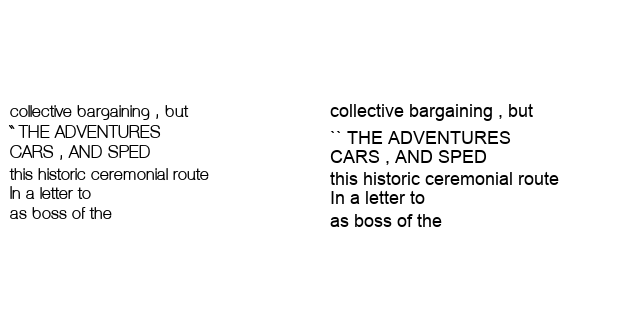 collective bargaining , but
`` THE ADVENTURES
CARS , AND SPED
this historic ceremonial route
In a letter to
as boss of the
collective bargaining , but
`` THE ADVENTURES
CARS , AND SPED
this historic ceremonial route
In a letter to
as boss of the